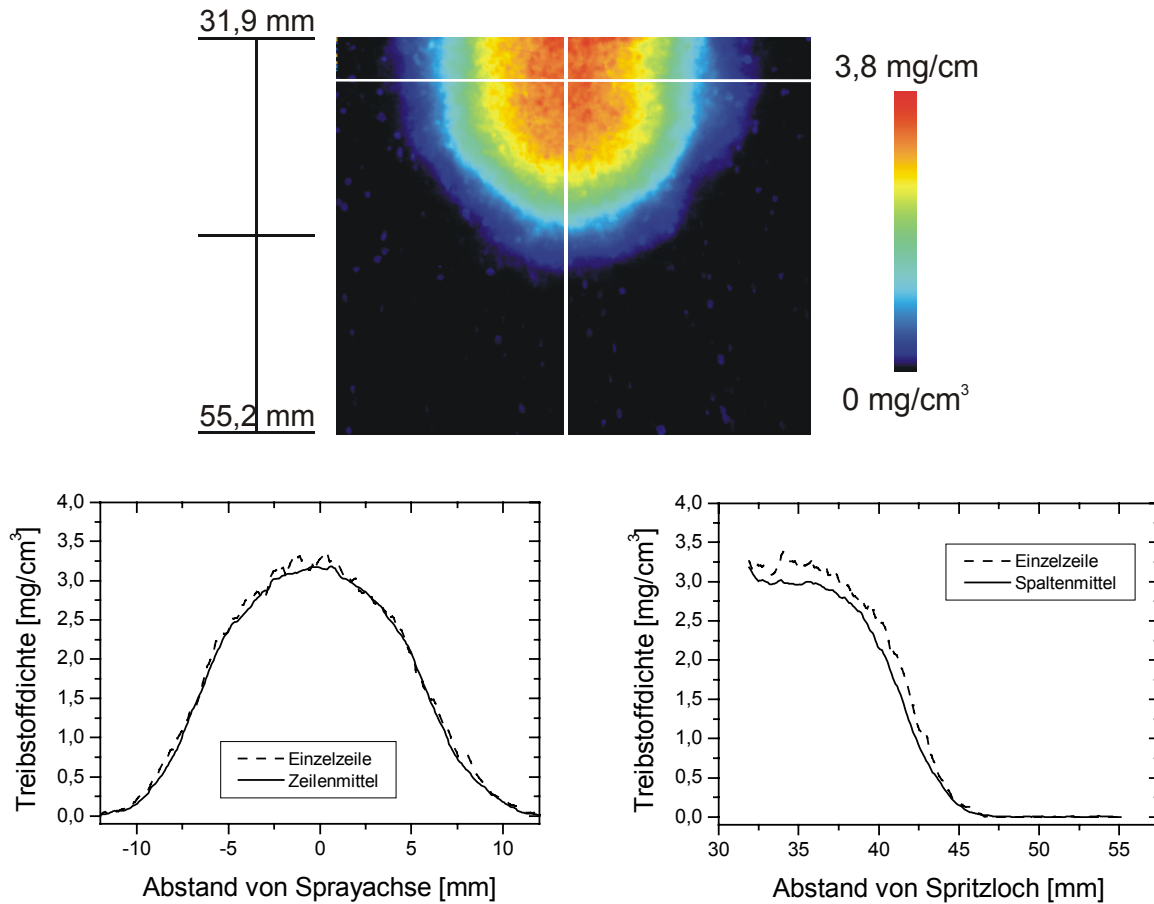 31,9 mm
3,8 mg/cm
55,2 mm
0 mg/cm³
4,0
3,5
3,0
2,5
2,0
1,5
1,0
0,5
0,0
Treibstoffdichte [mg/cm³]
Einzelzeile
Zeilenmittel
-10
-5
0
5
10
Abstand von Sprayachse [mm]
4,0
3,5
3,0
2,5
2,0
1,5
1,0
0,5
0,0
Treibstoffdichte [mg/cm³]
Einzelzeile
Spaltenmittel
30
35
40
45
50
55
Abstand von Spritzloch [mm]